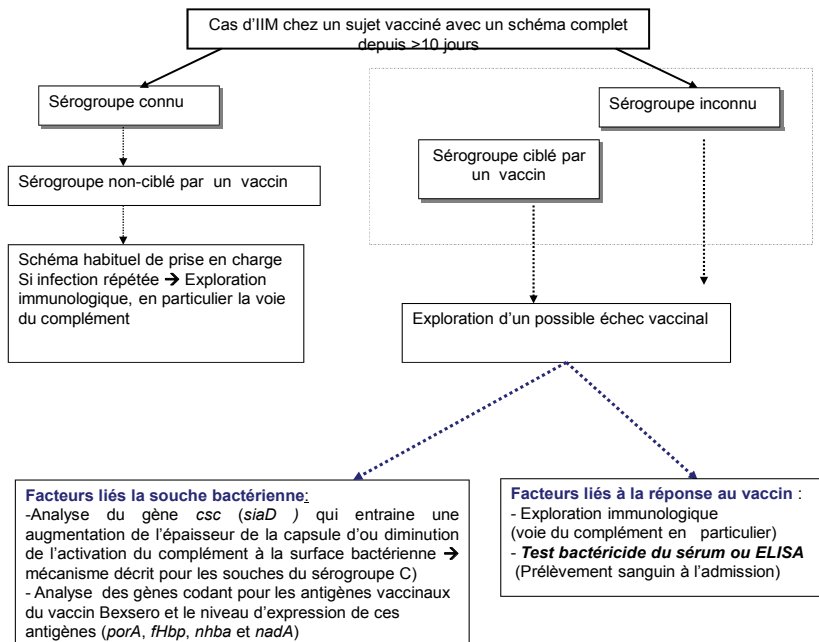 Cas d’IIM chez un sujet vacciné avec un schéma complet
depuis >10 jours
Sérogroupe connu
Sérogroupe inconnu
Sérogroupe ciblé par
un vaccin
Sérogroupe non-ciblé par un vaccin
Schéma habituel de prise en charge
Si infection répétée → Exploration
immunologique, en particulier la voie
du complément
Exploration d’un possible échec vaccinal
Facteurs liés la souche bactérienne:
-Analyse du gène csc (siaD ) qui entraine une
augmentation de l’épaisseur de la capsule d’ou diminution
de l’activation du complément à la surface bactérienne →
mécanisme décrit pour les souches du sérogroupe C)
- Analyse des gènes codant pour les antigènes vaccinaux
du vaccin Bexsero et le niveau d’expression de ces
antigènes (porA, fHbp, nhba et nadA)
Facteurs liés à la réponse au vaccin :
- Exploration immunologique
(voie du complément en particulier)
- Test bactéricide du sérum ou ELISA
(Prélèvement sanguin à l’admission)